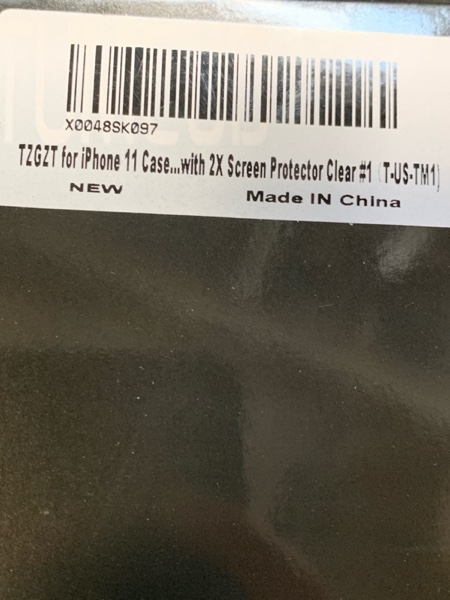 X0048SK097
TZGZT for iPhone 11 Case...with 2X Screen Protector Clear #1 (T-US-TM1)
NEW Made IN China